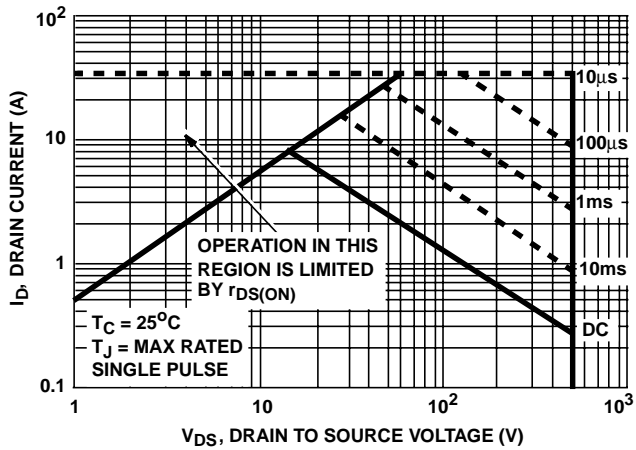 10²
10
1
0.1
I_D, DRAIN CURRENT (A)
10µs
100µs
1ms
10ms
DC
OPERATION IN THIS
REGION IS LIMITED
BY r_DS(ON)
T_C = 25°C
T_J = MAX RATED
SINGLE PULSE
1 10 10² 10³
V_DS, DRAIN TO SOURCE VOLTAGE (V)